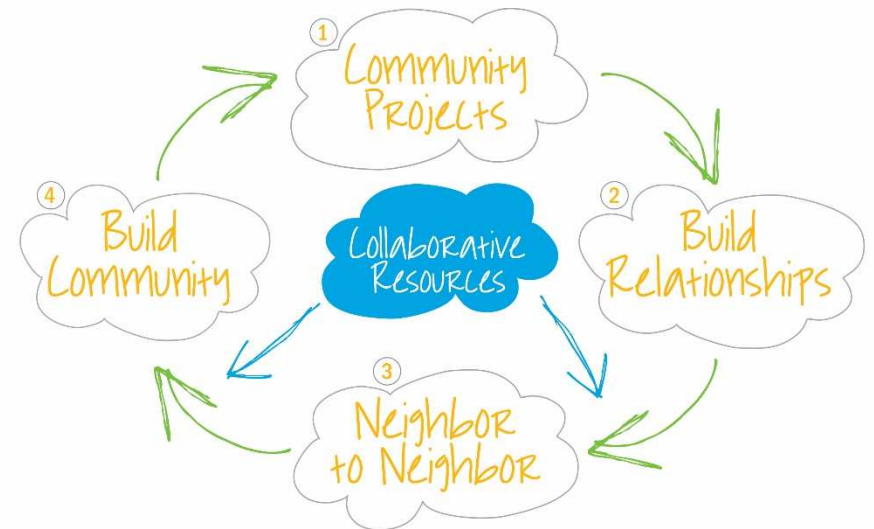 1
Community
Projects
2
Build
Relationships
3
Neighbor
to Neighbor
4
Build
Community
Collaborative
Resources